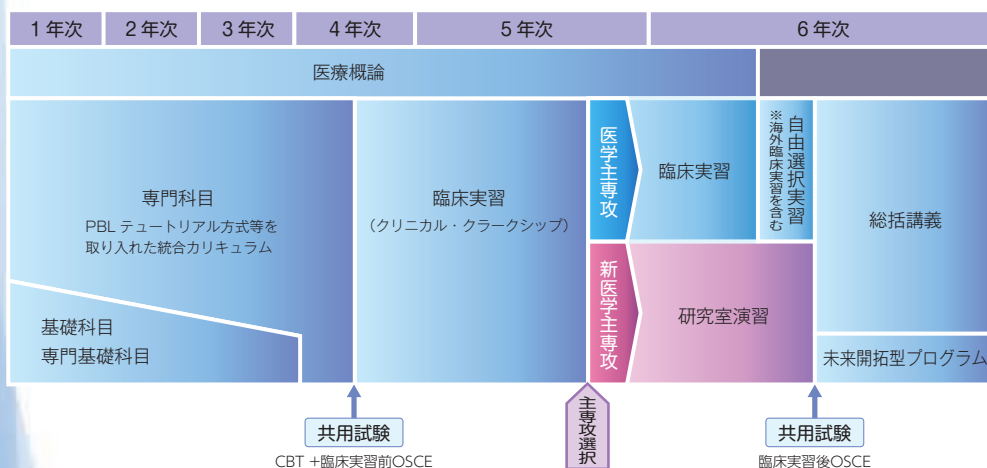 1 年次
2 年次
3 年次
4 年次
5 年次
6 年次
医療概論
専門科目
PBL テュートリアル方式等を
取り入れた統合カリキュラム
基礎科目
専門基礎科目
臨床実習
(クリニカル・クラークシップ)
医学主専攻
臨床実習
自由選択実習
※海外臨床実習を含む
新医学主専攻
研究室演習
総括講義
未来開拓型プログラム
共用試験
CBT +臨床実習前OSCE
主専攻選択
共用試験
臨床実習後OSCE